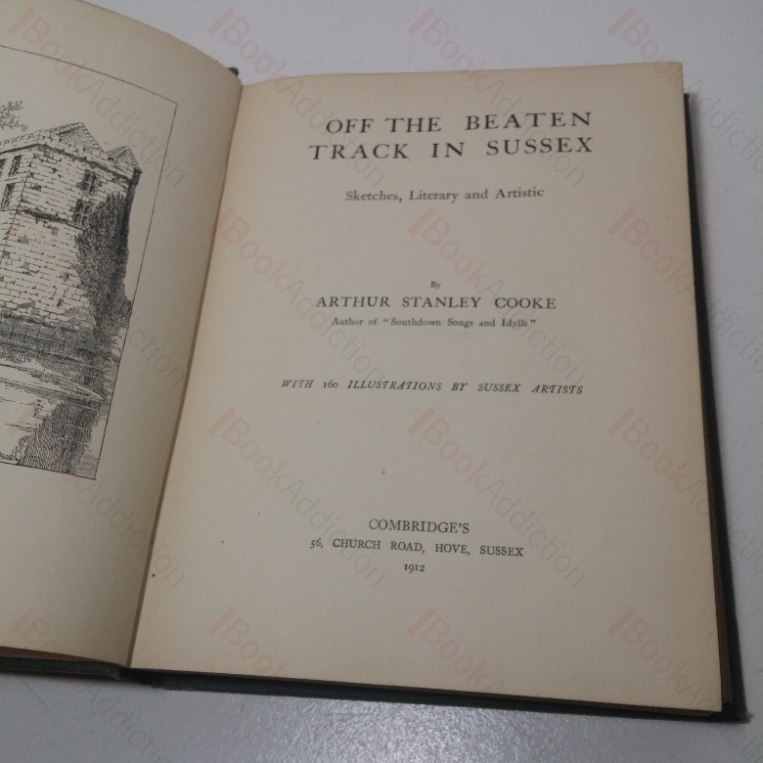 OFF THE BEATEN
TRACK IN SUSSEX
Sketches, Literary and Artistic
By
ARTHUR STANLEY COOKE
Author of "Southdown Songs and Idylls"
WITH 160 ILLUSTRATIONS BY SUSSEX ARTISTS
COMBRIDGE'S
56, CHURCH ROAD, HOVE, SUSSEX
1912
BookAddiction